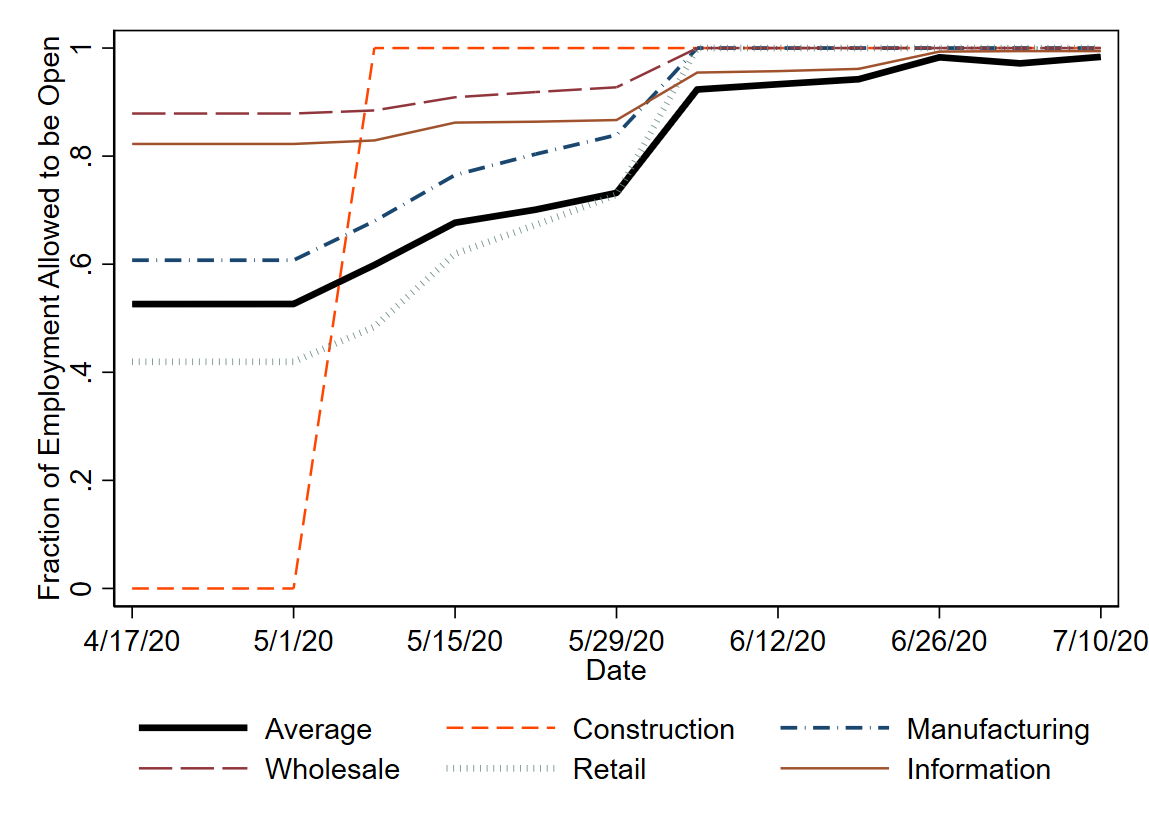 Fraction of Employment Allowed to be Open
1
.8
.6
.4
.2
0
4/17/20 5/1/20 5/15/20 5/29/20 6/12/20 6/26/20 7/10/20
Date
Average Construction Manufacturing
Wholesale Retail Information